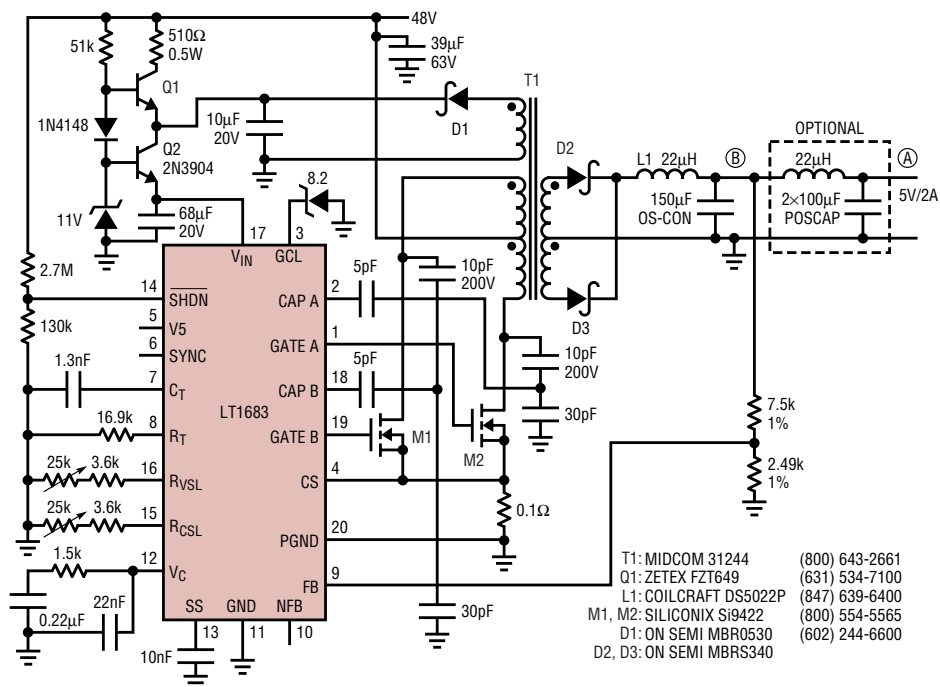 48V
51k
510Ω
0.5W
39μF
63V
Q1
T1
1N4148
10μF
20V
D1
OPTIONAL
Q2
2N3904
D2
L1 22μH
B
22μH
A
5V/2A
8.2
150μF
OS-CON
2×100μF
POSCAP
11V
68μF
20V
17
3
VIN
GCL
2.7M
5pF
10pF
200V
14
SHDN
CAP A
2
D3
130k
5
V5
GATE A
1
6
SYNC
10pF
200V
1.3nF
7
CT
CAP B
18
5pF
LT1683
30pF
7.5k
1%
16.9k
8
RT
GATE B
19
M1
M2
25k
3.6k
16
RVSL
CS
4
2.49k
1%
25k
3.6k
15
RCSL
0.1Ω
PGND
20
1.5k
12
VC
FB
9
0.22μF
22nF
SS
GND
NFB
30pF
13
11
10
10nF
T1: MIDCOM 31244 (800) 643-2661
Q1: ZETEX FZT649 (631) 534-7100
L1: COILCRAFT DS5022P (847) 639-6400
M1, M2: SILICONIX Si9422 (800) 554-5565
D1: ON SEMI MBR0530 (602) 244-6600
D2, D3: ON SEMI MBRS340